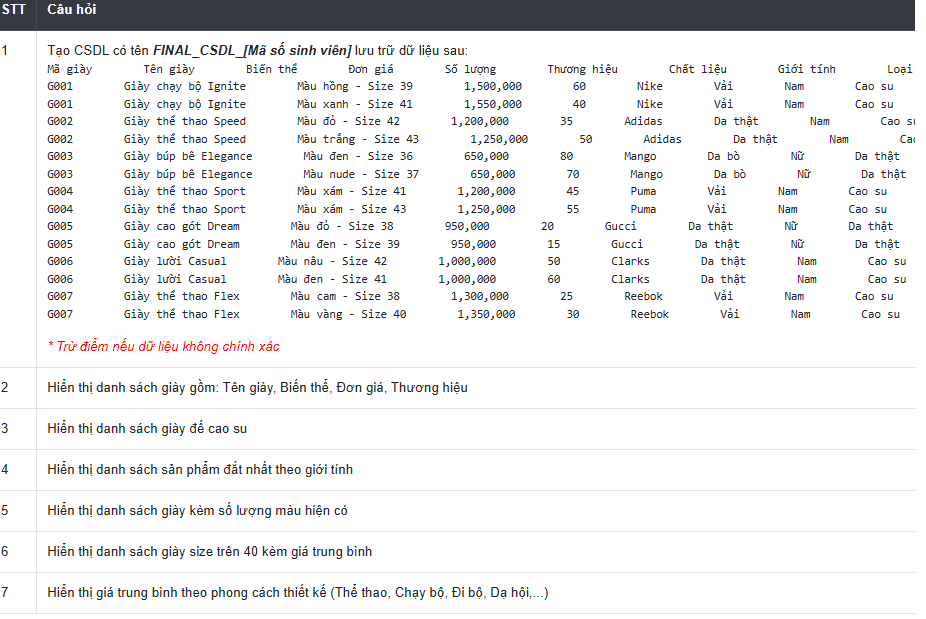 STT Câu hỏi
1 Tạo CSDL có tên FINAL_CSDL_[Mã số sinh viên] lưu trữ dữ liệu sau:
Mã giày Tên giày Biến thể Đơn giá Số lượng Thương hiệu Chất liệu Giới tính Loại
G001 Giày chạy bộ Ignite Màu hồng - Size 39 1,500,000 60 Nike Vải Nam Cao su
G001 Giày chạy bộ Ignite Màu xanh - Size 41 1,550,000 40 Nike Vải Nam Cao su
G002 Giày thể thao Speed Màu đỏ - Size 42 1,200,000 35 Adidas Da thật Nam Cao su
G002 Giày thể thao Speed Màu trắng - Size 43 1,250,000 50 Adidas Da thật Nam Cao
G003 Giày búp bê Elegance Màu đen - Size 36 650,000 80 Mango Da bò Nữ Da thật
G003 Giày búp bê Elegance Màu nude - Size 37 650,000 70 Mango Da bò Nữ Da thật
G004 Giày thể thao Sport Màu xám - Size 41 1,200,000 45 Puma Vải Nam Cao su
G004 Giày thể thao Sport Màu xám - Size 43 1,250,000 55 Puma Vải Nam Cao su
G005 Giày cao gót Dream Màu đỏ - Size 38 950,000 20 Gucci Da thật Nữ Da thật
G005 Giày cao gót Dream Màu đen - Size 39 950,000 15 Gucci Da thật Nữ Da thật
G006 Giày lười Casual Màu nâu - Size 42 1,000,000 50 Clarks Da thật Nam Cao su
G006 Giày lười Casual Màu đen - Size 41 1,000,000 60 Clarks Da thật Nam Cao su
G007 Giày thể thao Flex Màu cam - Size 38 1,300,000 25 Reebok Vải Nam Cao su
G007 Giày thể thao Flex Màu vàng - Size 40 1,350,000 30 Reebok Vải Nam Cao su
* Trừ điểm nếu dữ liệu không chính xác
2 Hiển thị danh sách giày gồm: Tên giày, Biến thể, Đơn giá, Thương hiệu
3 Hiển thị danh sách giày đế cao su
4 Hiển thị danh sách sản phẩm đắt nhất theo giới tính
5 Hiển thị danh sách giày kèm số lượng màu hiện có
6 Hiển thị danh sách giày size trên 40 kèm giá trung bình
7 Hiển thị giá trung bình theo phong cách thiết kế (Thể thao, Chạy bộ, Đi bộ, Dạ hội,...)